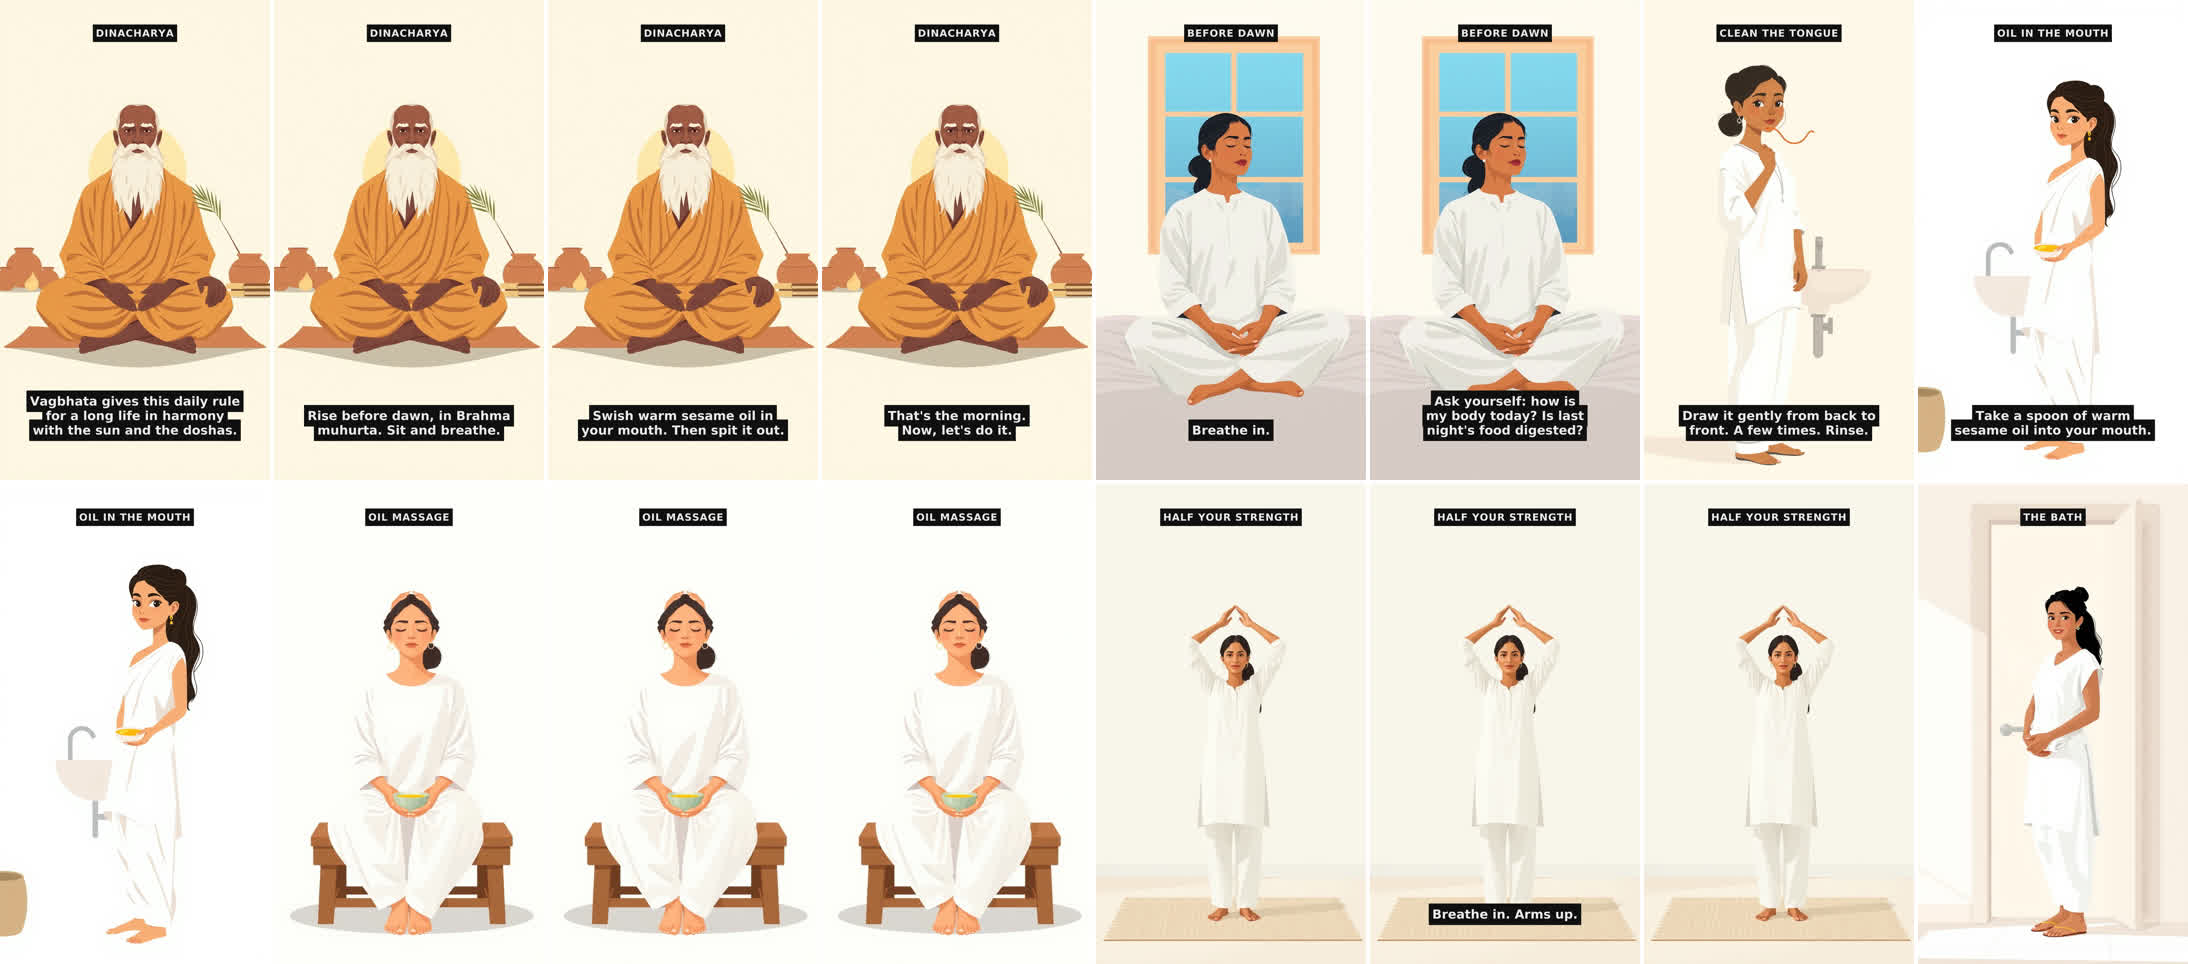 DINACHARYA
Vagbhata gives this daily rule
for a long life in harmony
with the sun and the doshas.
DINACHARYA
Rise before dawn, in Brahma
muhurta. Sit and breathe.
DINACHARYA
Swish warm sesame oil in
your mouth. Then spit it out.
DINACHARYA
That's the morning.
Now, let's do it.
BEFORE DAWN
Breathe in.
BEFORE DAWN
Ask yourself: how is
my body today? Is last
night's food digested?
CLEAN THE TONGUE
Draw it gently from back to
front. A few times. Rinse.
OIL IN THE MOUTH
Take a spoon of warm
sesame oil into your mouth.
OIL IN THE MOUTH
OIL MASSAGE
OIL MASSAGE
OIL MASSAGE
HALF YOUR STRENGTH
HALF YOUR STRENGTH
Breathe in. Arms up.
HALF YOUR STRENGTH
THE BATH